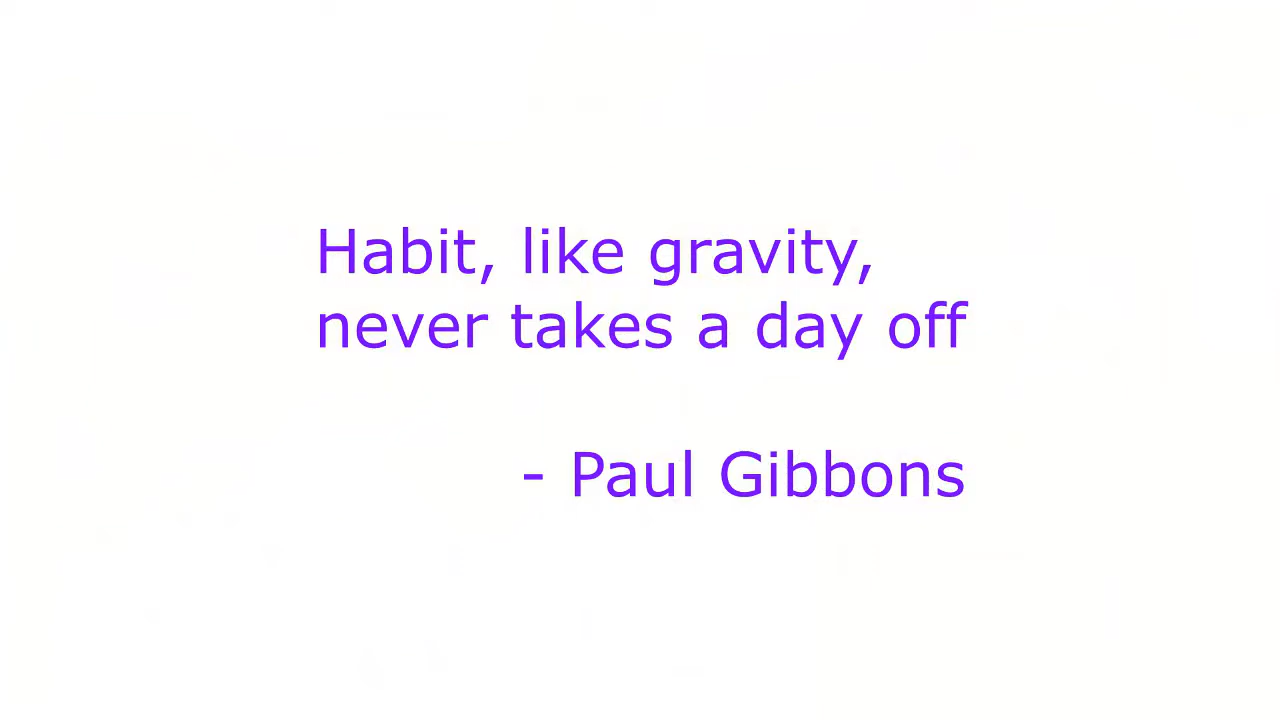 Habit, like gravity,
never takes a day off
- Paul Gibbons